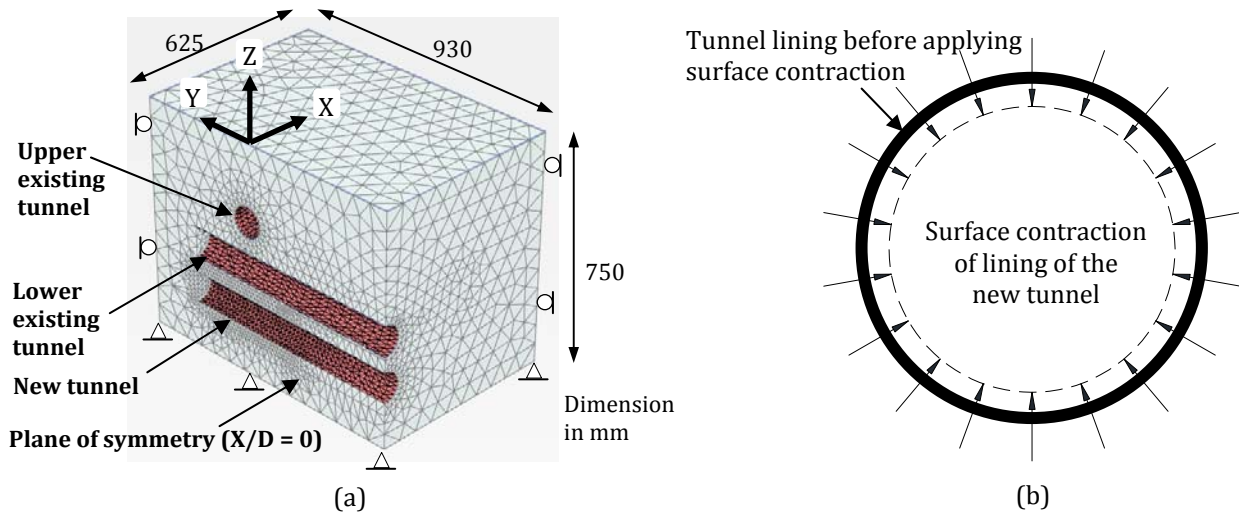 625
930
Z
Y
X
Upper
existing
tunnel
750
Lower
existing
tunnel
New tunnel
Dimension
in mm
Plane of symmetry (X/D = 0)
(a)
Tunnel lining before applying
surface contraction
Surface contraction
of lining of the
new tunnel
(b)